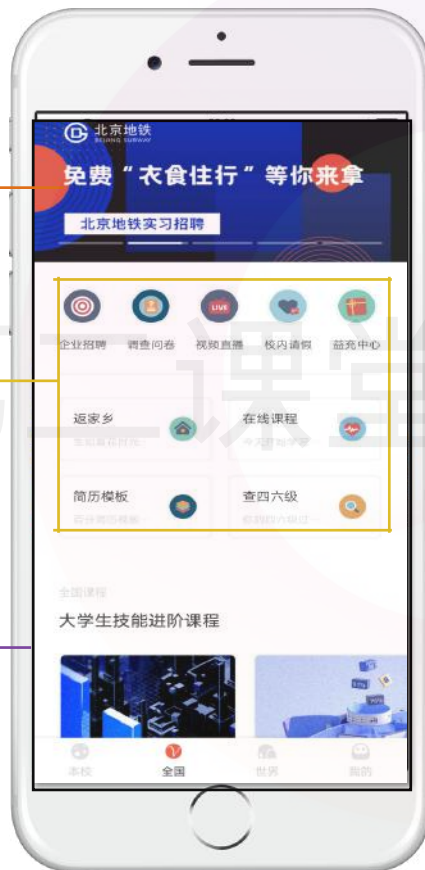 北京地铁
BEIJING SUBWAY
免费“衣食住行”等你来拿
北京地铁实习招聘
LIVE
企业招聘 调查问卷 视频直播 校内请假 益充中心
返家乡 在线课程
简历模板 查四六级
全国课程
大学生技能进阶课程
本校 全国 世界 我的
二课堂